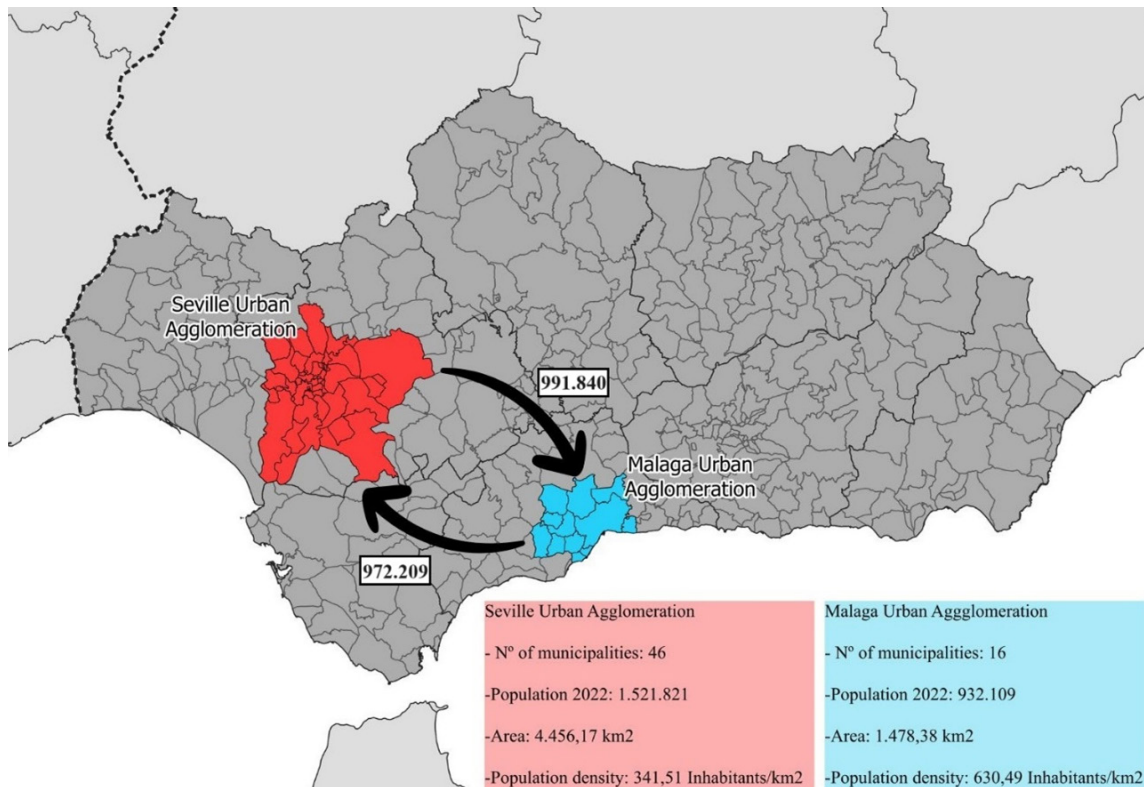 Seville Urban
Agglomeration
991.840
Malaga Urban
Agglomeration
972.209
Seville Urban Agglomeration
- Nº of municipalities: 46
-Population 2022: 1.521.821
-Area: 4.456,17 km2
-Population density: 341,51 Inhabitants/km2
Malaga Urban Aggglomeration
- Nº of municipalities: 16
-Population 2022: 932.109
-Area: 1.478,38 km2
-Population density: 630,49 Inhabitants/km2